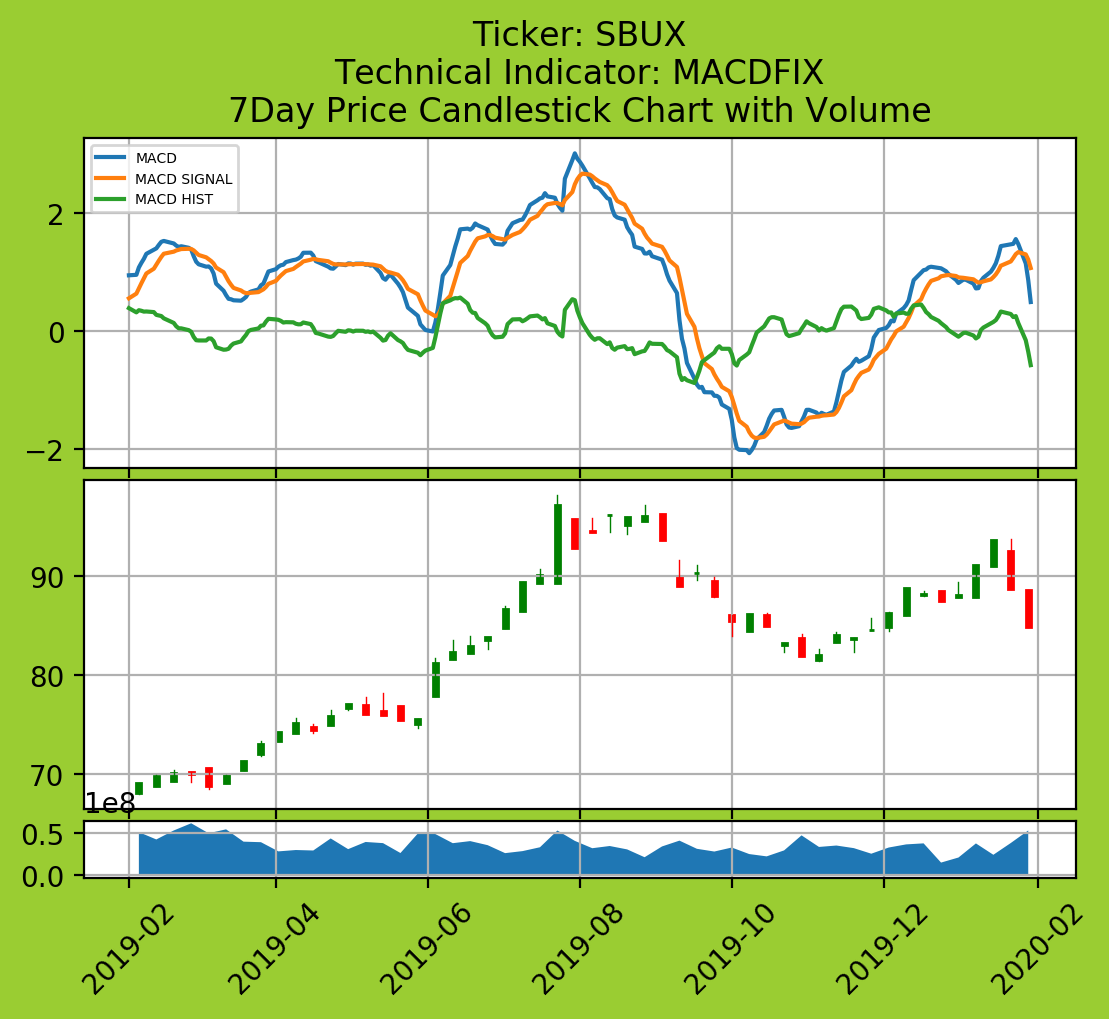 Ticker: SBUX
Technical Indicator: MACDFIX
7Day Price Candlestick Chart with Volume
MACD
MACD SIGNAL
MACD HIST
2
0
−2
90
80
70
1e8
0.5
0.0
2019-02
2019-04
2019-06
2019-08
2019-10
2019-12
2020-02